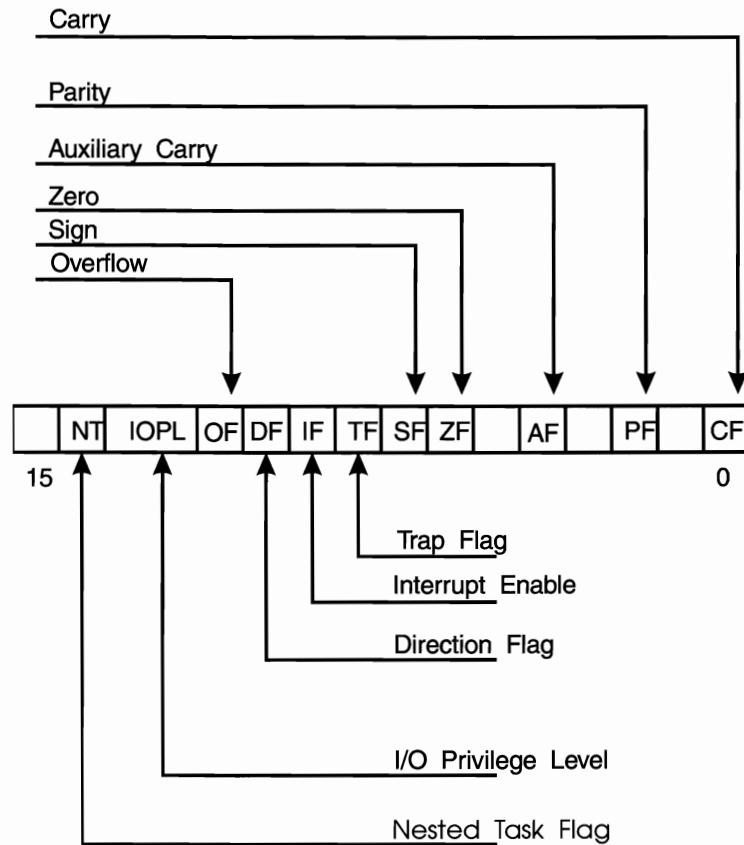 Carry
Parity
Auxiliary Carry
Zero
Sign
Overflow
NT IOPL OF DF IF TF SF ZF AF PF CF
15 0
Trap Flag
Interrupt Enable
Direction Flag
I/O Privilege Level
Nested Task Flag